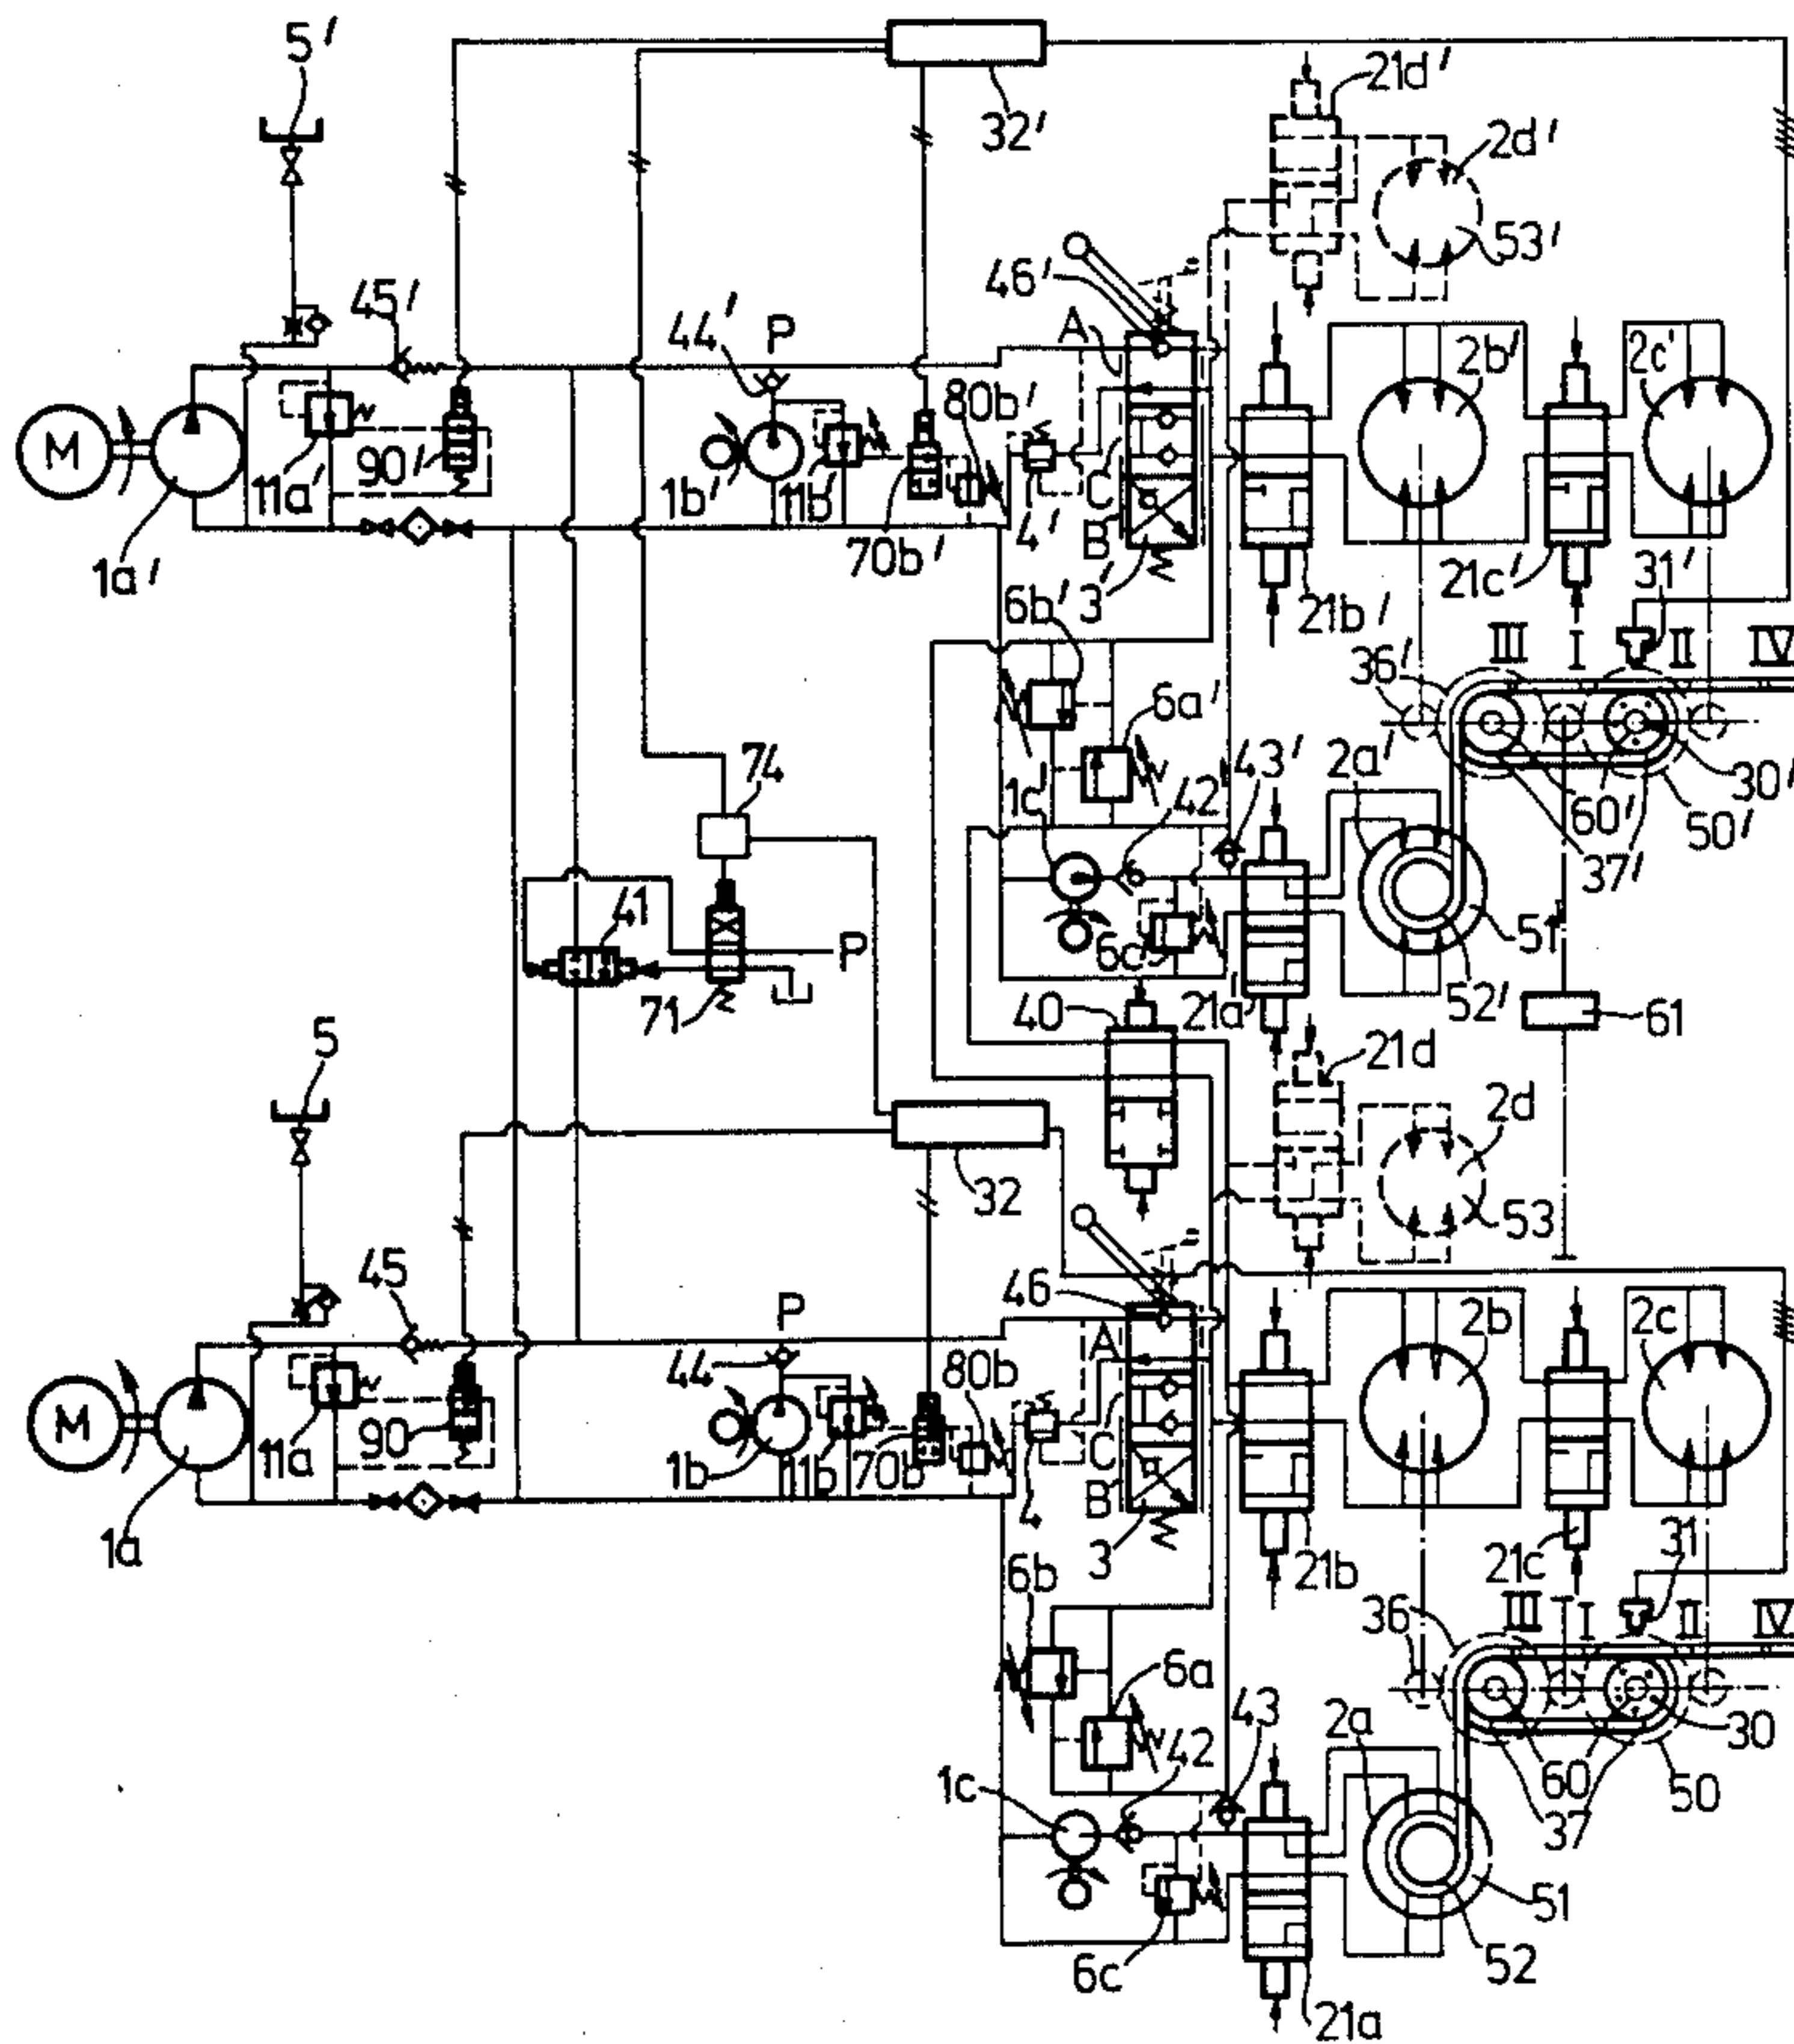 5'
32'
21d'
2d'
53'
45'
44'
P
46'
A
2b'
2c'
M
11a'
90'
1b'
11b'
80b'
C
B
4'
3'
1a'
70b'
21b'
21c'
31'
6b'
III
I
II
IV
36'
6a'
74
1c'
42'
43'
2a'
60'
30'
50'
37'
41
P
71
6c'
40
21a'
51'
52'
61
5
21d
2d
32
53
45
P
46
44
80b
A
2b
2c
M
11a
90
1b
11b
70b
4
C
B
3
1a
6b
21b
21c
31
36
III
I
II
IV
6a
43
2a
42
1c
60
30
50
37
51
52
6c
21a